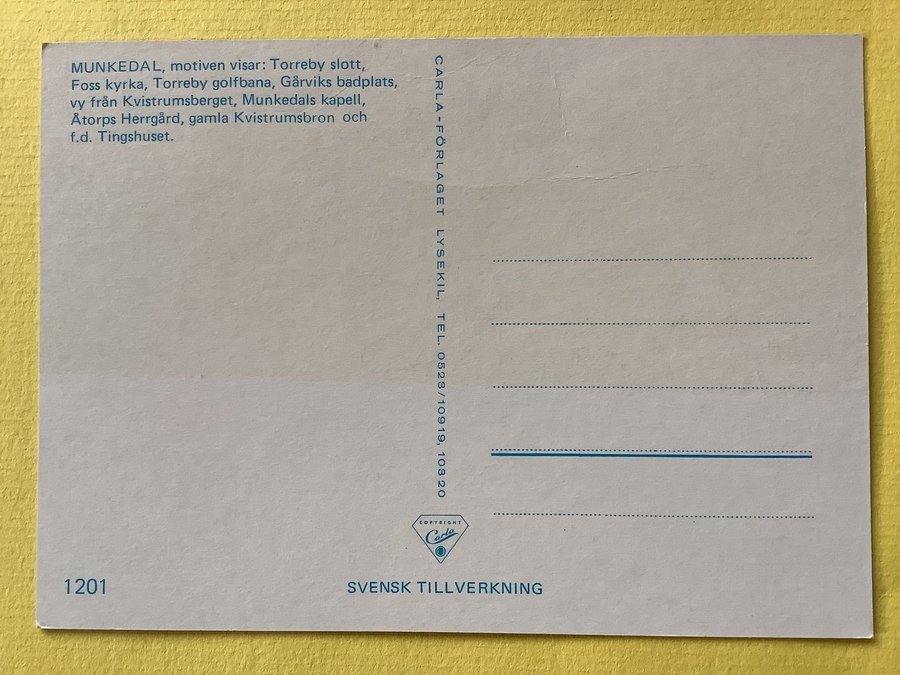 MUNKEDAL, motiven visar: Torreby slott,
Foss kyrka, Torreby golfbana, Gårviks badplats,
vy från Kvistrumsberget, Munkedals kapell,
Åtorps Herrgård, gamla Kvistrumsbron och
f.d. Tingshuset.
CARLA-FÖRLAGET LYSEKIL, TEL. 0523/10919, 10820
COPYRIGHT
Carla
1201
SVENSK TILLVERKNING